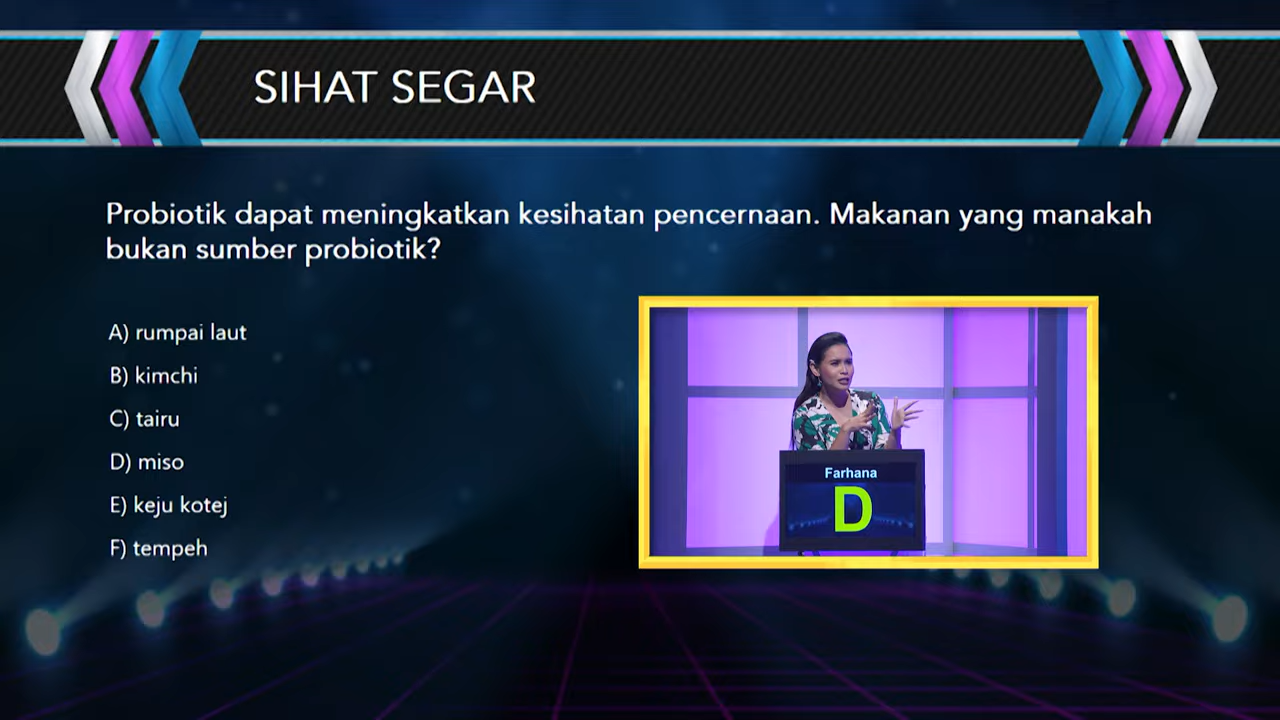 SIHAT SEGAR
Probiotik dapat meningkatkan kesihatan pencernaan. Makanan yang manakah
bukan sumber probiotik?
A) rumpai laut
B) kimchi
C) tairu
D) miso
E) keju kotej
F) tempeh
Farhana
D